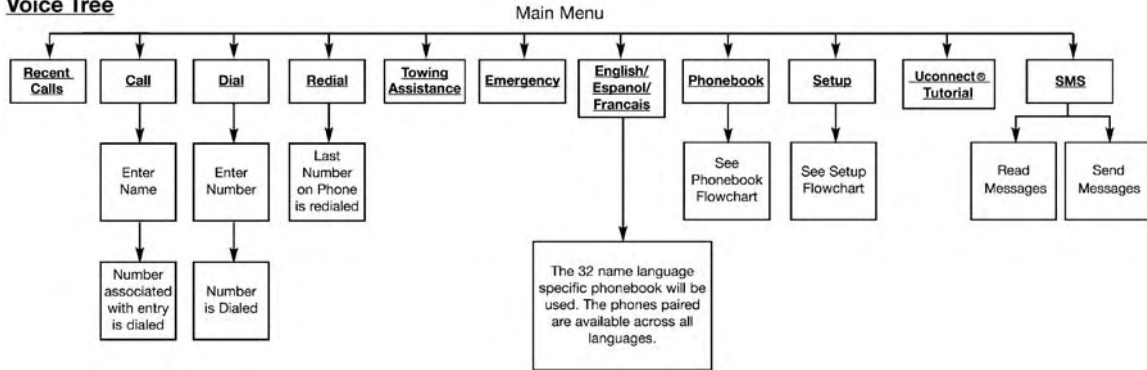 Voice Tree
Main Menu
Recent
Calls
Call
Dial
Redial
Towing
Assistance
Emergency
English/
Espanol/
Francais
Phonebook
Setup
Uconnect®
Tutorial
SMS
Enter
Name
Enter
Number
Last
Number
on Phone
is redialed
See
Phonebook
Flowchart
See Setup
Flowchart
Read
Messages
Send
Messages
Number
associated
with entry
is dialed
Number
is Dialed
The 32 name language
specific phonebook will be
used. The phones paired
are available across all
languages.